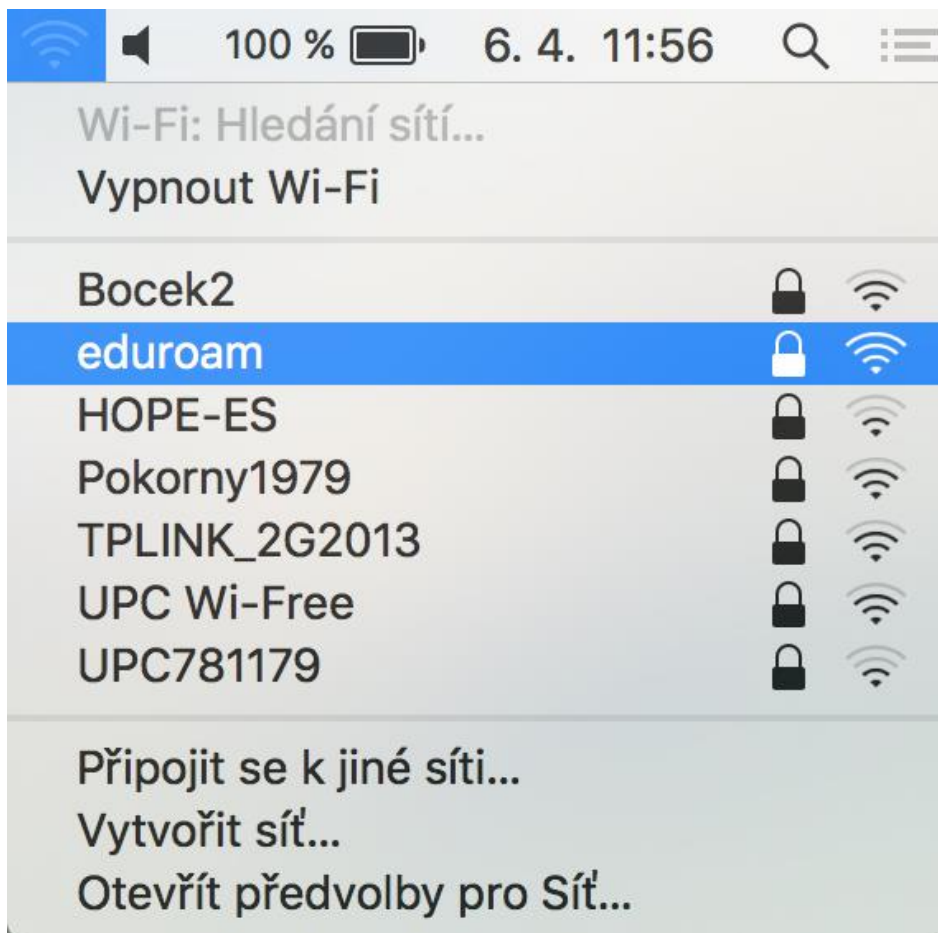 100 % 6. 4. 11:56
Wi-Fi: Hledání sítí...
Vypnout Wi-Fi
Bocek2
eduroam
HOPE-ES
Pokorny1979
TPLINK_2G2013
UPC Wi-Free
UPC781179
Připojit se k jiné síti...
Vytvořit síť...
Otevřít předvolby pro Síť...